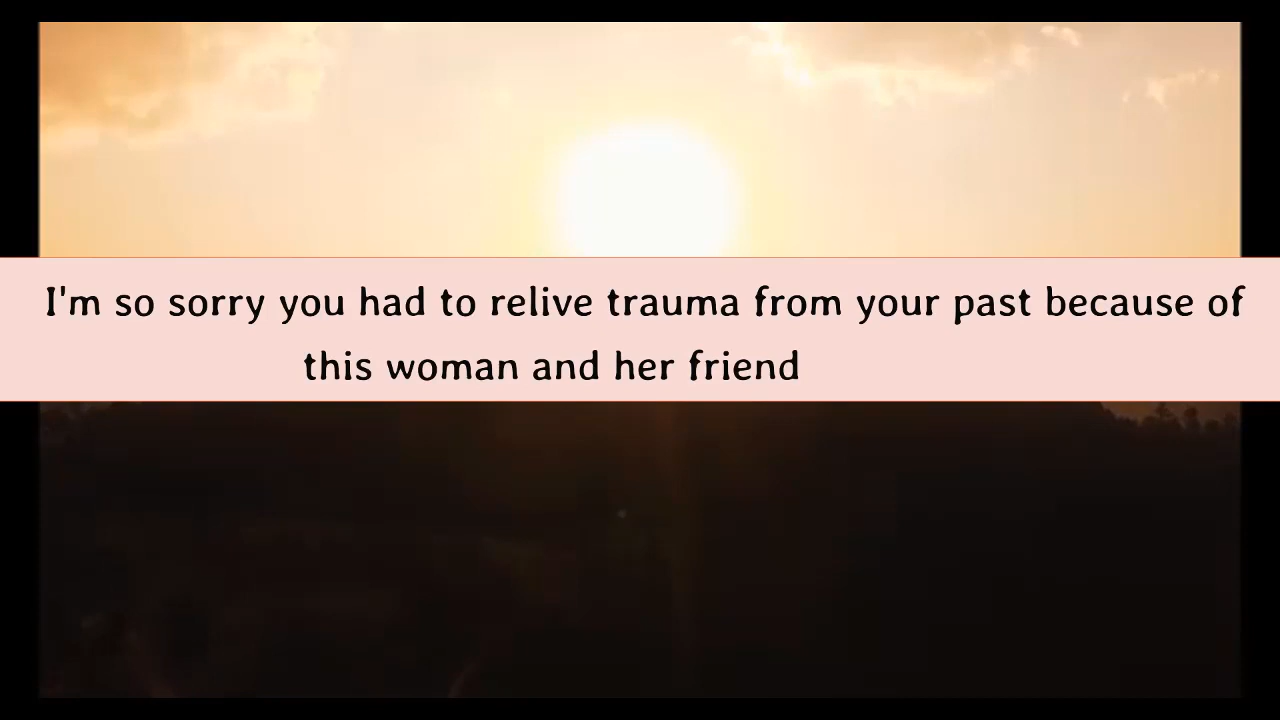 I'm so sorry you had to relive trauma from your past because of
this woman and her friend